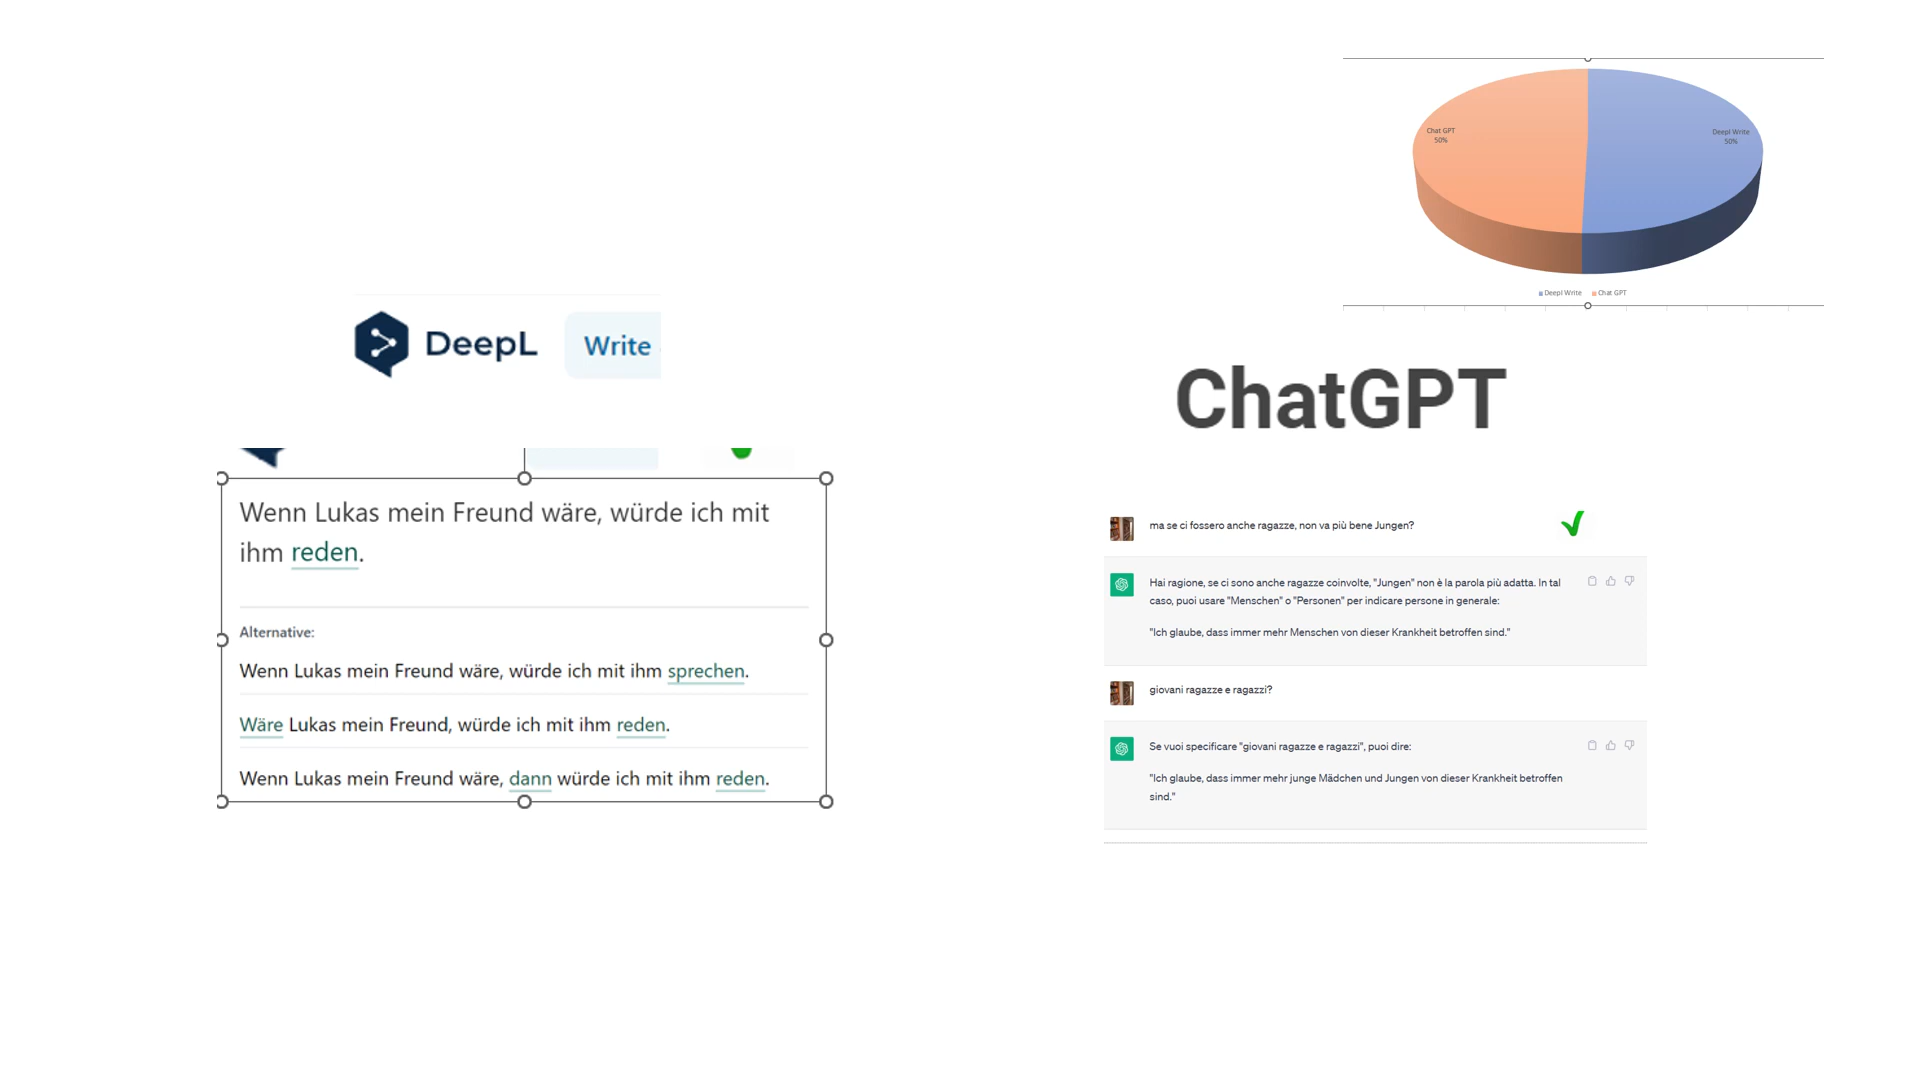 DeepL Write
Wenn Lukas mein Freund wäre, würde ich mit
ihm reden.
Alternative:
Wenn Lukas mein Freund wäre, würde ich mit ihm sprechen.
Wäre Lukas mein Freund, würde ich mit ihm reden.
Wenn Lukas mein Freund wäre, dann würde ich mit ihm reden.
Chat GPT
50%
Deepl Write
50%
Deepl Write Chat GPT
ChatGPT
ma se ci fossero anche ragazze, non va più bene Jungen?
Hai ragione, se ci sono anche ragazze coinvolte, "Jungen" non è la parola più adatta. In tal
caso, puoi usare "Menschen" o "Personen" per indicare persone in generale:
"Ich glaube, dass immer mehr Menschen von dieser Krankheit betroffen sind."
giovani ragazze e ragazzi?
Se vuoi specificare "giovani ragazze e ragazzi", puoi dire:
"Ich glaube, dass immer mehr junge Mädchen und Jungen von dieser Krankheit betroffen
sind."